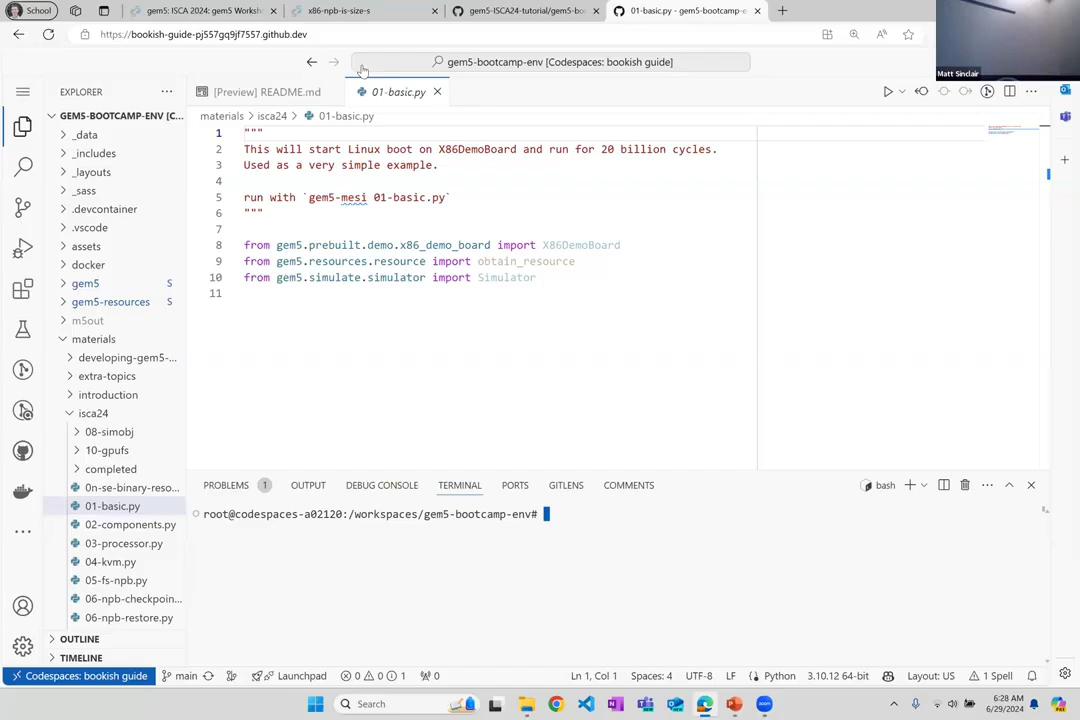 School
gem5: ISCA 2024: gem5 Worksh
x86-npb-is-size-s
gem5-ISCA24-tutorial/gem5-bo
01-basic.py - gem5-bootcamp-e
https://bookish-guide-pj557gq9jf7557.github.dev
Matt Sinclair
gem5-bootcamp-env [Codespaces: bookish guide]
EXPLORER
[Preview] README.md
01-basic.py
GEM5-BOOTCAMP-ENV [C...
materials > isca24 > 01-basic.py
_data
_includes
_layouts
_sass
.devcontainer
.vscode
assets
docker
gem5 S
gem5-resources S
m5out
materials
developing-gem5-...
extra-topics
introduction
isca24
08-simobj
10-gpufs
completed
0n-se-binary-reso...
01-basic.py
02-components.py
03-processor.py
04-kvm.py
05-fs-npb.py
06-npb-checkpoin...
06-npb-restore.py
OUTLINE
TIMELINE
1 """
2 This will start Linux boot on X86DemoBoard and run for 20 billion cycles.
3 Used as a very simple example.
4
5 run with `gem5-mesi 01-basic.py`
6 """
7
8 from gem5.prebuilt.demo.x86_demo_board import X86DemoBoard
9 from gem5.resources.resource import obtain_resource
10 from gem5.simulate.simulator import Simulator
11
PROBLEMS 1 OUTPUT DEBUG CONSOLE TERMINAL PORTS GITLENS COMMENTS
bash
root@codespaces-a02120:/workspaces/gem5-bootcamp-env#
Codespaces: bookish guide main Launchpad 0 0 1 0 Ln 1, Col 1 Spaces: 4 UTF-8 LF Python 3.10.12 64-bit Layout: US 1 Spell
Search
6:28 AM
6/29/2024